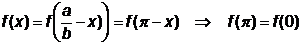 f(x) = f(a/b − x) = f(π − x) ⇒ f(π) = f(0)